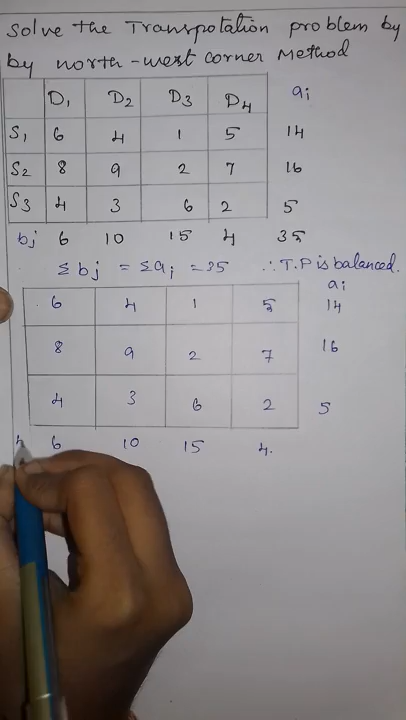 Solve the Transpotation problem by
by north-west corner Method
D1 D2 D3 D4 ai
S1 6 4 1 5 14
S2 8 9 2 7 16
S3 4 3 6 2 5
bj 6 10 15 4 35
Σbj = Σai = 35 ∴ T.P is balanced.
ai
6 4 1 5 14
8 9 2 7 16
4 3 6 2 5
6 10 15 4.